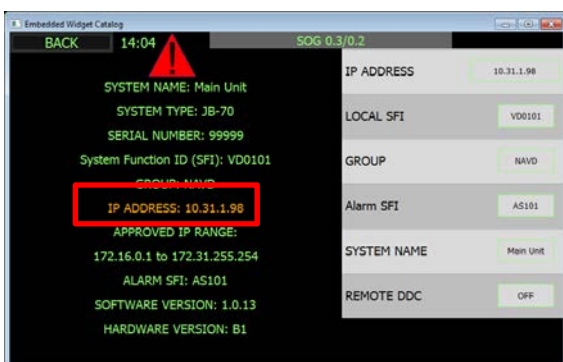 Embedded Widget Catalog
BACK 14:04 SOG 0.3/0.2
SYSTEM NAME: Main Unit
SYSTEM TYPE: JB-70
SERIAL NUMBER: 99999
System Function ID (SFI): VD0101
GROUP: NAVD
IP ADDRESS: 10.31.1.98
APPROVED IP RANGE:
172.16.0.1 to 172.31.255.254
ALARM SFI: AS101
SOFTWARE VERSION: 1.0.13
HARDWARE VERSION: B1
IP ADDRESS 10.31.1.98
LOCAL SFI VD0101
GROUP NAVD
Alarm SFI AS101
SYSTEM NAME Main Unit
REMOTE DDC OFF